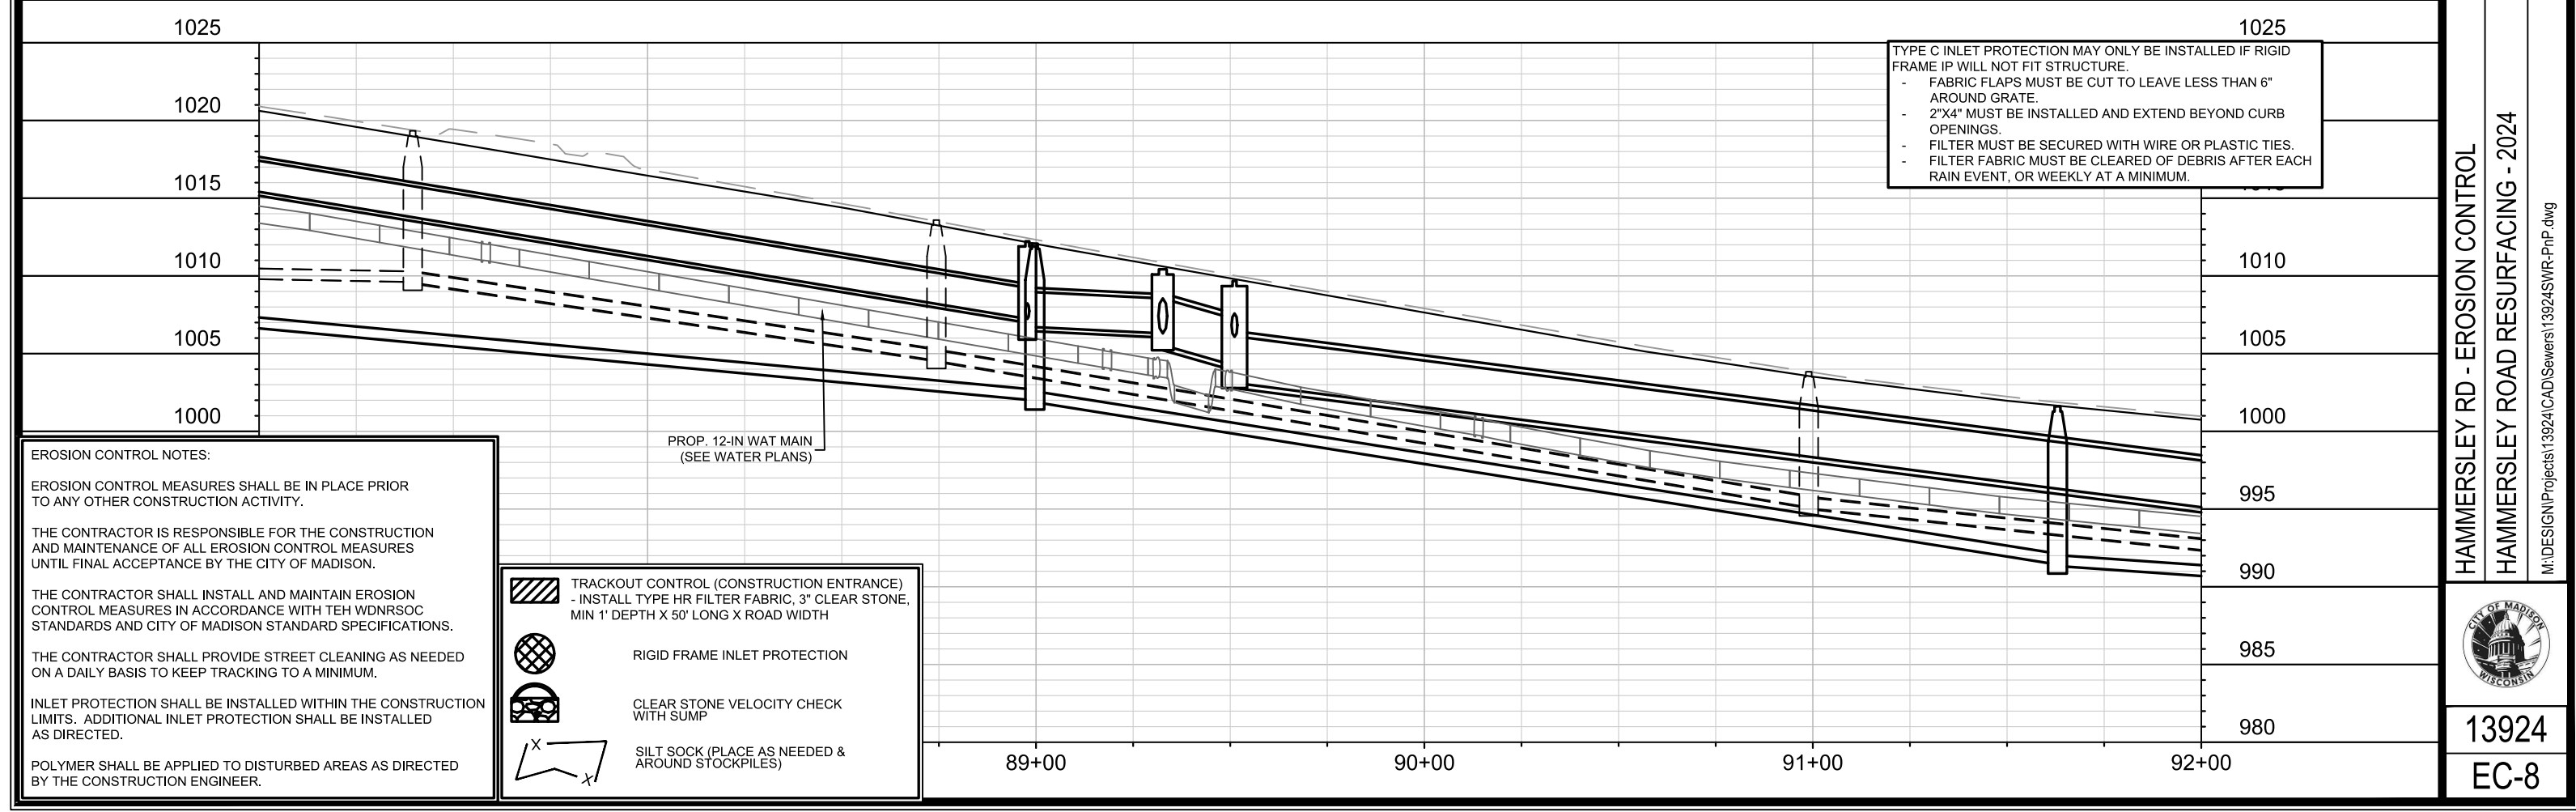 1025
1020
1015
1010
1005
1000
1025
1010
1005
1000
995
990
985
980
TYPE C INLET PROTECTION MAY ONLY BE INSTALLED IF RIGID
FRAME IP WILL NOT FIT STRUCTURE.
- FABRIC FLAPS MUST BE CUT TO LEAVE LESS THAN 6"
AROUND GRATE.
- 2"X4" MUST BE INSTALLED AND EXTEND BEYOND CURB
OPENINGS.
- FILTER MUST BE SECURED WITH WIRE OR PLASTIC TIES.
- FILTER FABRIC MUST BE CLEARED OF DEBRIS AFTER EACH
RAIN EVENT, OR WEEKLY AT A MINIMUM.
PROP. 12-IN WAT MAIN
(SEE WATER PLANS)
EROSION CONTROL NOTES:
EROSION CONTROL MEASURES SHALL BE IN PLACE PRIOR
TO ANY OTHER CONSTRUCTION ACTIVITY.
THE CONTRACTOR IS RESPONSIBLE FOR THE CONSTRUCTION
AND MAINTENANCE OF ALL EROSION CONTROL MEASURES
UNTIL FINAL ACCEPTANCE BY THE CITY OF MADISON.
THE CONTRACTOR SHALL INSTALL AND MAINTAIN EROSION
CONTROL MEASURES IN ACCORDANCE WITH TEH WDNRSOC
STANDARDS AND CITY OF MADISON STANDARD SPECIFICATIONS.
THE CONTRACTOR SHALL PROVIDE STREET CLEANING AS NEEDED
ON A DAILY BASIS TO KEEP TRACKING TO A MINIMUM.
INLET PROTECTION SHALL BE INSTALLED WITHIN THE CONSTRUCTION
LIMITS. ADDITIONAL INLET PROTECTION SHALL BE INSTALLED
AS DIRECTED.
POLYMER SHALL BE APPLIED TO DISTURBED AREAS AS DIRECTED
BY THE CONSTRUCTION ENGINEER.
TRACKOUT CONTROL (CONSTRUCTION ENTRANCE)
- INSTALL TYPE HR FILTER FABRIC, 3" CLEAR STONE,
MIN 1' DEPTH X 50' LONG X ROAD WIDTH
RIGID FRAME INLET PROTECTION
CLEAR STONE VELOCITY CHECK
WITH SUMP
X
X
SILT SOCK (PLACE AS NEEDED &
AROUND STOCKPILES)
89+00
90+00
91+00
92+00
HAMMERSLEY RD - EROSION CONTROL
HAMMERSLEY ROAD RESURFACING - 2024
M:\DESIGN\Projects\13924\CAD\Sewers\13924SWR-PnP.dwg
CITY OF MADISON
WISCONSIN
13924
EC-8